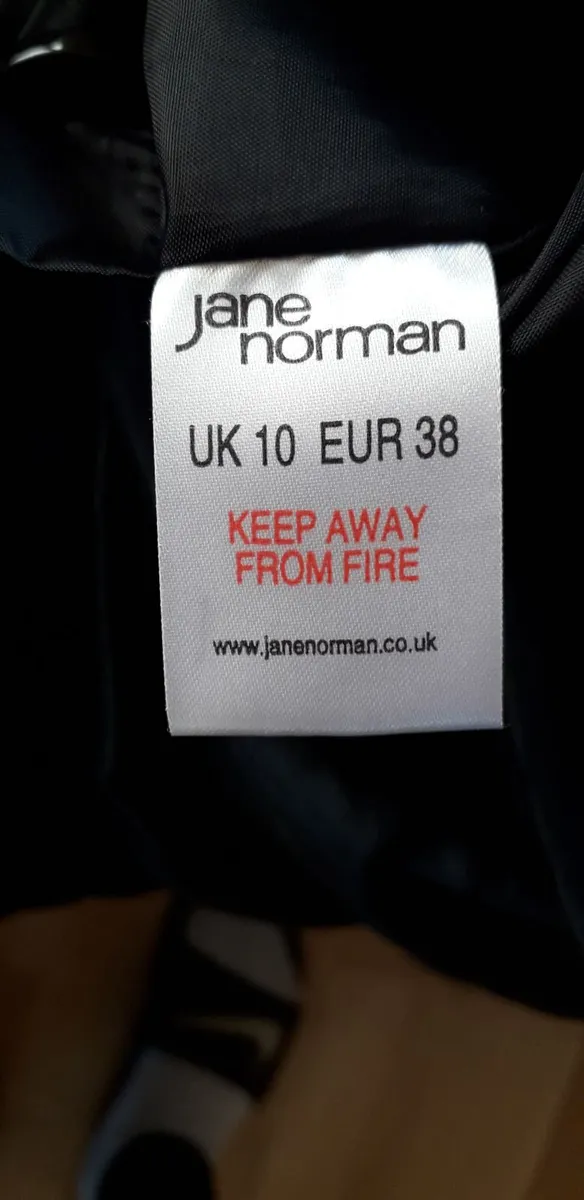 jane
norman
UK 10 EUR 38
KEEP AWAY
FROM FIRE
www.janenorman.co.uk